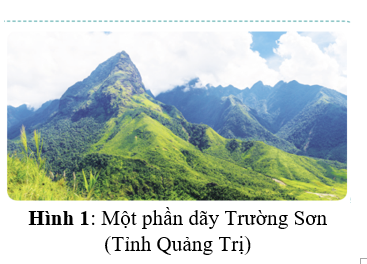 Hình 1: Một phần dãy Trường Sơn
(Tỉnh Quảng Trị)